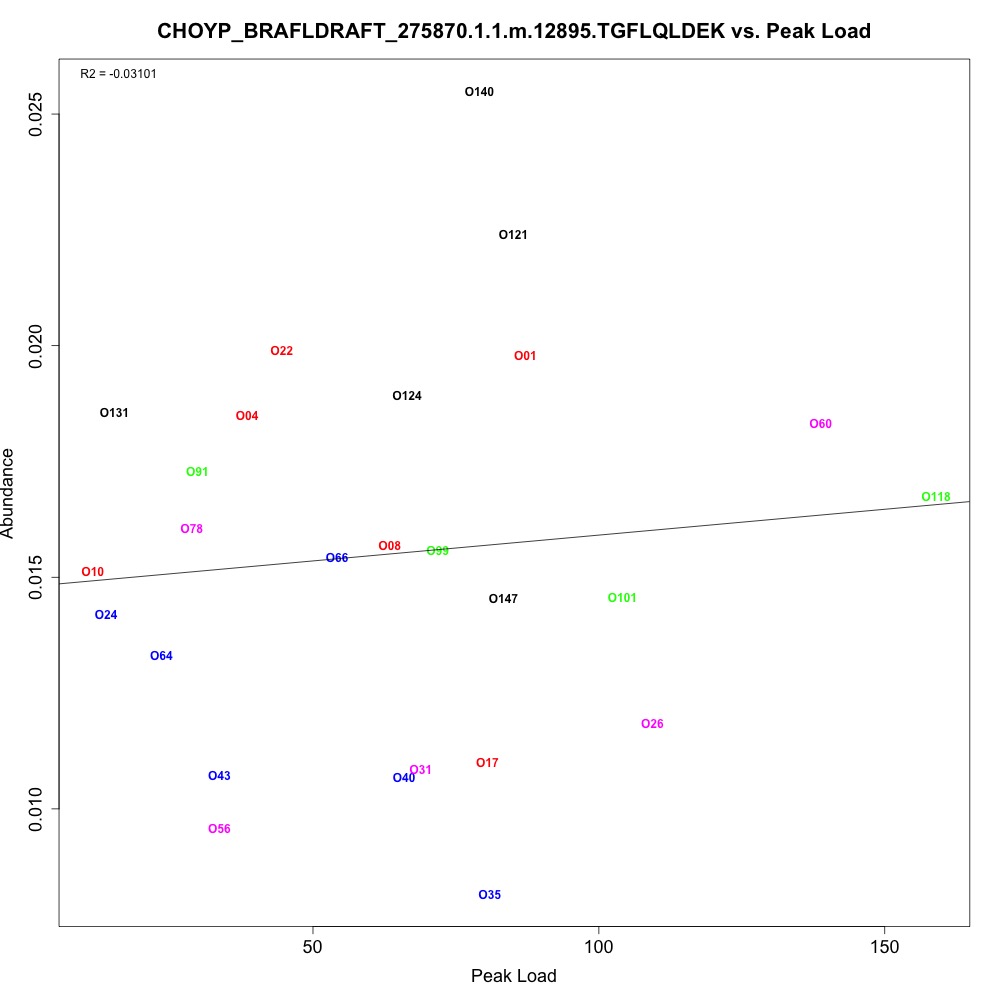 CHOYP_BRAFLDRAFT_275870.1.1.m.12895.TGFLQLDEK vs. Peak Load
R2 = -0.03101
O140
0.025
O121
0.020
O22
O01
O124
O131
O04
O60
O91
O118
O78
Abundance
O08
O99
O66
O10
0.015
O147
O101
O24
O64
O26
O17
O31
O43
O40
0.010
O56
O35
50 100 150
Peak Load